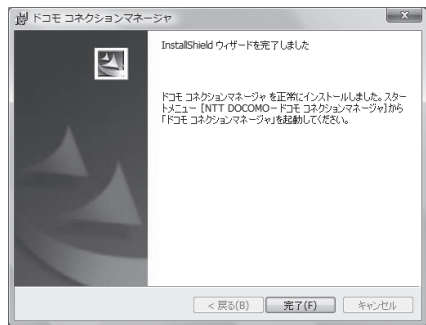 ドコモ コネクションマネージャ
InstallShield ウィザードを完了しました
ドコモ コネクションマネージャ を正常にインストールしました。スター
トメニュー [NTT DOCOMO－ドコモ コネクションマネージャ]から
「ドコモ コネクションマネージャ」を起動してください。
< 戻る(B) 完了(F) キャンセル